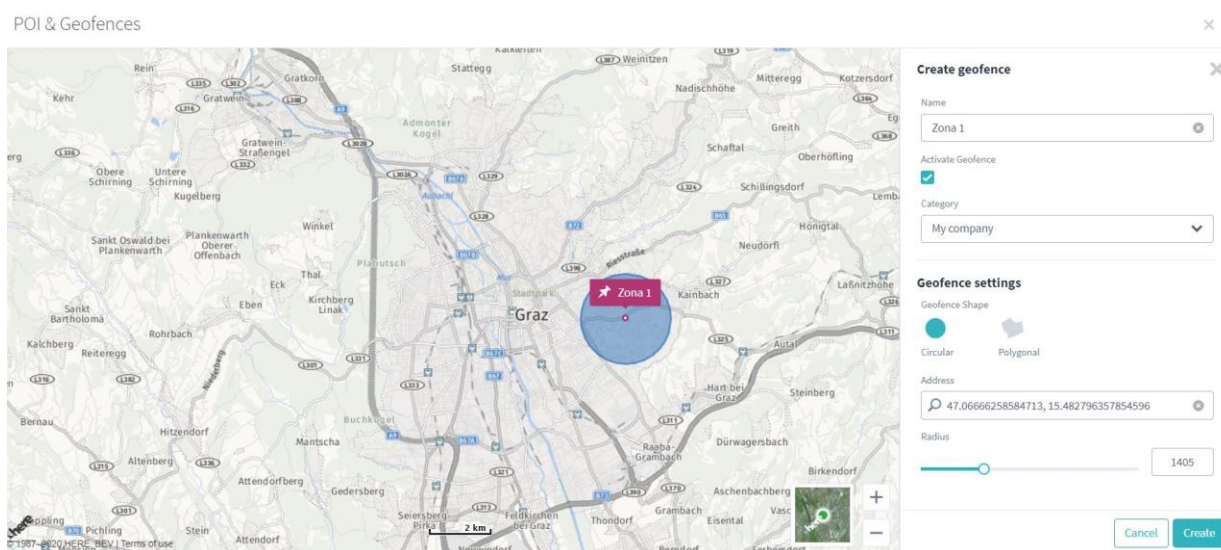 POI & Geofences
Rein
Kehr
Gratkorn
Gratwein
Stattegg
Weinitzen
Nadischhöhe
Mitteregg
Kotzersdorf
Admonter
Kogel
Greith
Gratwein-
Straßengel
Schaftal
Oberhöfling
Obere
Schirning
Untere
Schirning
Kugelberg
Schillingsdorf
Winkel
Hönigtal
Sankt Oswald bei
Plankenwarth
Plankenwarth
Oberer-
Offenbach
Neudörfl
Riesstraße
Planutsch
Thal
Eck
Stadtpark
Zona 1
Kainbach
Laßnitzhöhe
Sankt
Bartholomä
Eben
Kirchberg
Linak
Mur
Graz
Rohrbach
Kalchberg
Reiteregg
Autal
Hart bei
Graz
Steinberg
Bernau
Hitzendorf
Buchkogel
Mantscha
Altenberg
Raaba-
Grambach
Dürwagersbach
Attendorfberg
Gedersberg
Birkendorf
Aschenbachberg
Seiersberg-
Pirka
2 km
Feldkirchen
bei Graz
Thondorf
Grambach
Eisental
Vasc
Pichling
Stein
Attendorf
© 1987–2020 HERE, BEV | Terms of use
Create geofence
Name
Zona 1
Activate Geofence
Category
My company
Geofence settings
Geofence Shape
Circular
Polygonal
Address
47.06666258584713, 15.482796357854596
Radius
1405
Cancel
Create